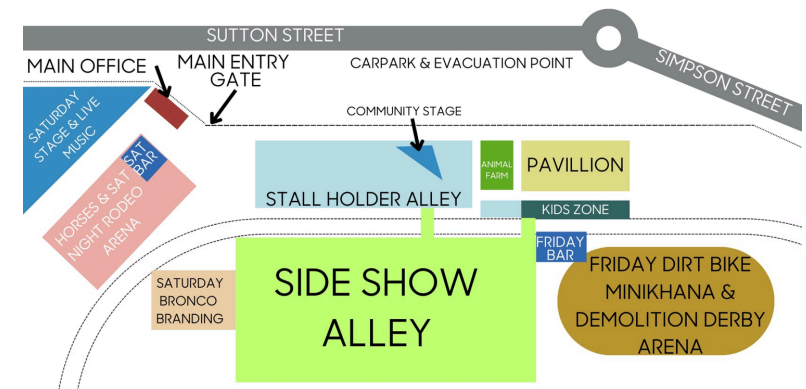 SUTTON STREET
SIMPSON STREET
MAIN OFFICE
MAIN ENTRY
GATE
CARPARK & EVACUATION POINT
SATURDAY
STAGE & LIVE
MUSIC
COMMUNITY STAGE
SAT
BAR
HORSES & SAT
NIGHT RODEO
ARENA
STALL HOLDER ALLEY
ANIMAL
FARM
PAVILLION
KIDS ZONE
FRIDAY
BAR
SATURDAY
BRONCO
BRANDING
SIDE SHOW
ALLEY
FRIDAY DIRT BIKE
MINIKHANA &
DEMOLITION DERBY
ARENA